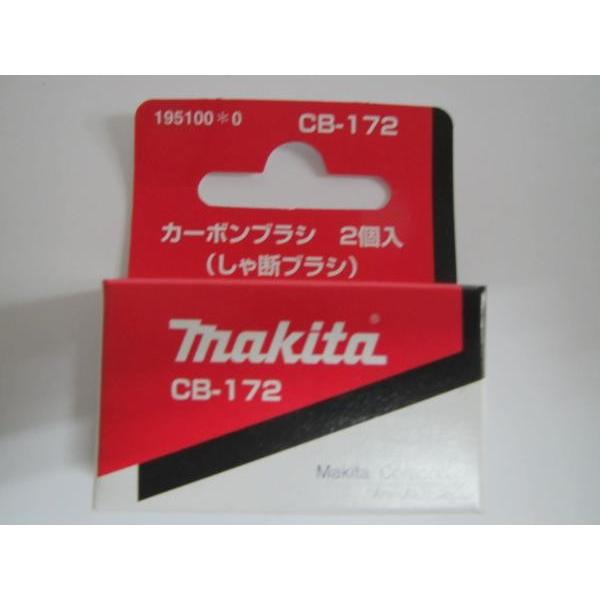 195100＊0 CB-172
カーボンブラシ 2個入
(しゃ断ブラシ)
makita®
CB-172
Makita